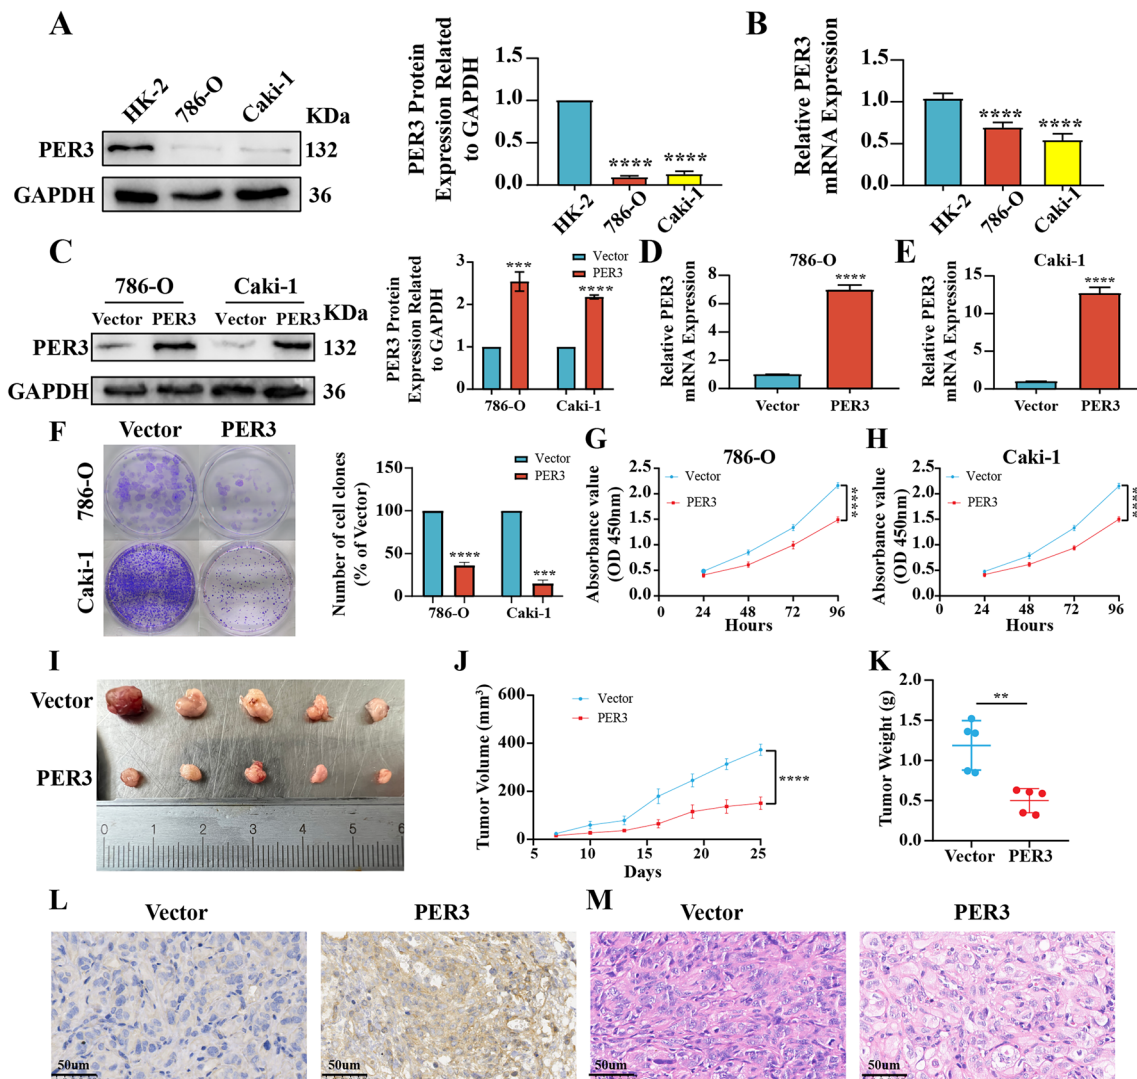 A
HK-2
786-O
Caki-1
KDa
PER3
132
GAPDH
36
PER3 Protein
Expression Related
to GAPDH
1.5
1.0
0.5
0.0
****
****
HK-2
786-O
Caki-1
B
Relative PER3
mRNA Expression
1.5
1.0
0.5
0.0
****
****
HK-2
786-O
Caki-1
C
786-O
Caki-1
Vector
PER3
Vector
PER3
KDa
PER3
132
GAPDH
36
PER3 Protein
Expression Related
to GAPDH
3
2
1
0
***
****
Vector
PER3
786-O
Caki-1
D
786-O
Relative PER3
mRNA Expression
8
6
4
2
0
****
Vector
PER3
E
Caki-1
Relative PER3
mRNA Expression
15
10
5
0
****
Vector
PER3
F
Vector
PER3
786-O
Caki-1
Number of cell clones
(% of Vector)
150
100
50
0
****
***
Vector
PER3
786-O
Caki-1
G
786-O
Absorbance value
(OD 450nm)
2.5
2.0
1.5
1.0
0.5
0.0
Vector
PER3
****
0
24
48
72
96
Hours
H
Caki-1
Absorbance value
(OD 450nm)
2.5
2.0
1.5
1.0
0.5
0.0
Vector
PER3
****
0
24
48
72
96
Hours
I
Vector
PER3
0 1 2 3 4 5 6
J
Tumor Volume (mm³)
600
400
200
0
Vector
PER3
****
5
10
15
20
25
Days
K
Tumor Weight (g)
2.0
1.5
1.0
0.5
0.0
**
Vector
PER3
L
Vector
PER3
50um
50um
M
Vector
PER3
50um
50um